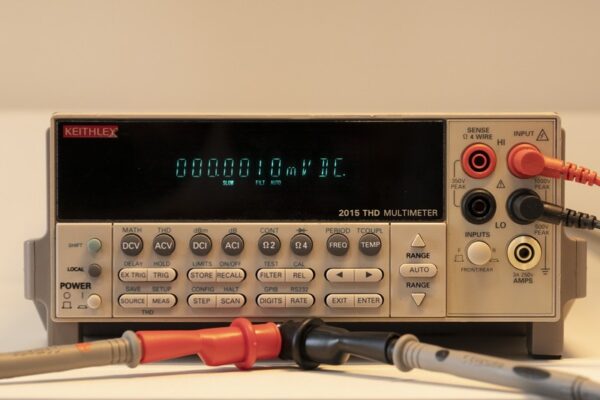 KEITHLEY
000.0010mVDC.
SLOW FILT AUTO
2015 THD MULTIMETER
SENSE
Ω 4 WIRE
INPUT
HI
350V
PEAK
1000V
PEAK
LO
INPUTS
500V
PEAK
F R
FRONT/REAR
3A 250V
AMPS
MATH THD dBm dB CONT PERIOD TCOUPL
SHIFT DCV ACV DCI ACI Ω2 Ω4 FREQ TEMP
DELAY HOLD LIMITS ON/OFF TEST CAL
LOCAL EX TRIG TRIG STORE RECALL FILTER REL
POWER
SAVE SETUP CONFIG HALT GPIB RS232
SOURCE MEAS STEP SCAN DIGITS RATE EXIT ENTER
THD
RANGE
AUTO
RANGE